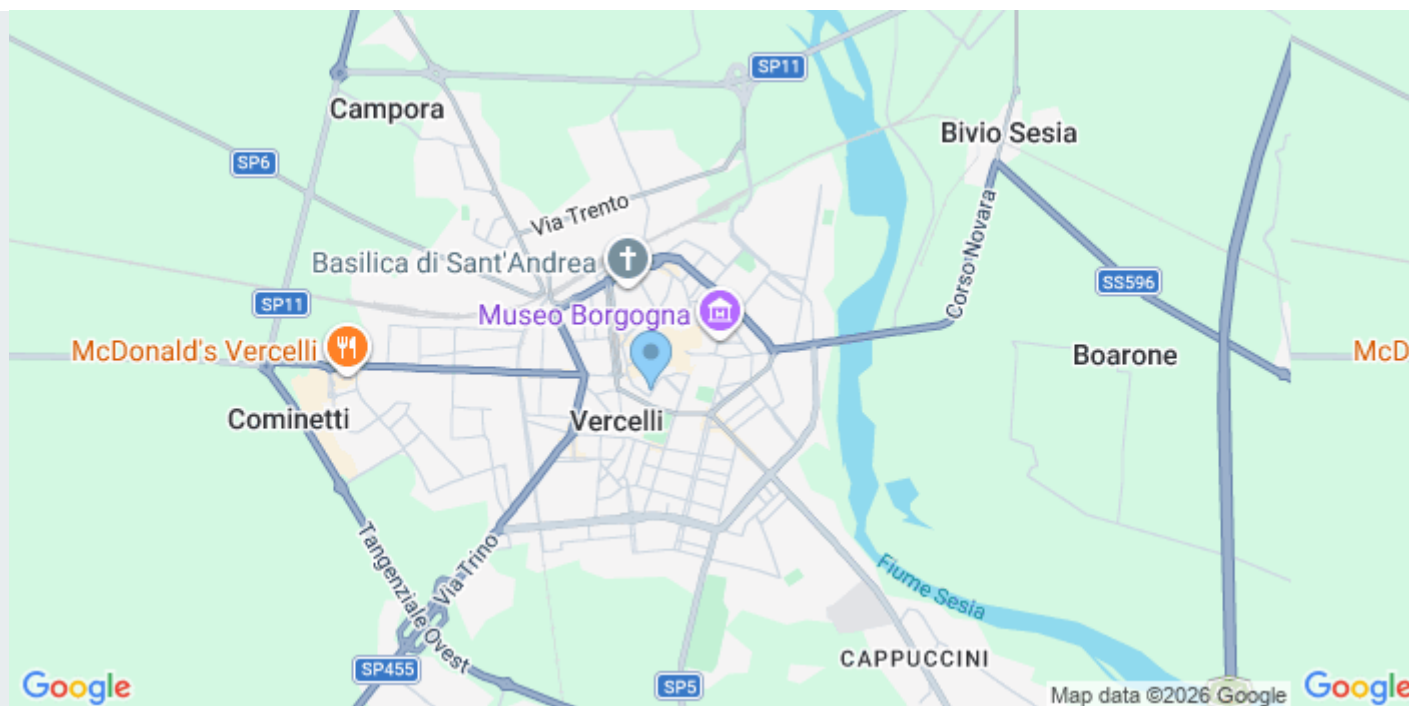 SP11
Campora
Bivio Sesia
SP6
Via Trento
Basilica di Sant'Andrea
Corso Novara
SS596
SP11
Museo Borgogna
McDonald's Vercelli
Boarone
McD
Cominetti
Vercelli
Tangenziale Ovest
Via Trino
Fiume Sesia
CAPPUCCINI
SP455
SP5
Google
Map data ©2026 Google
Google